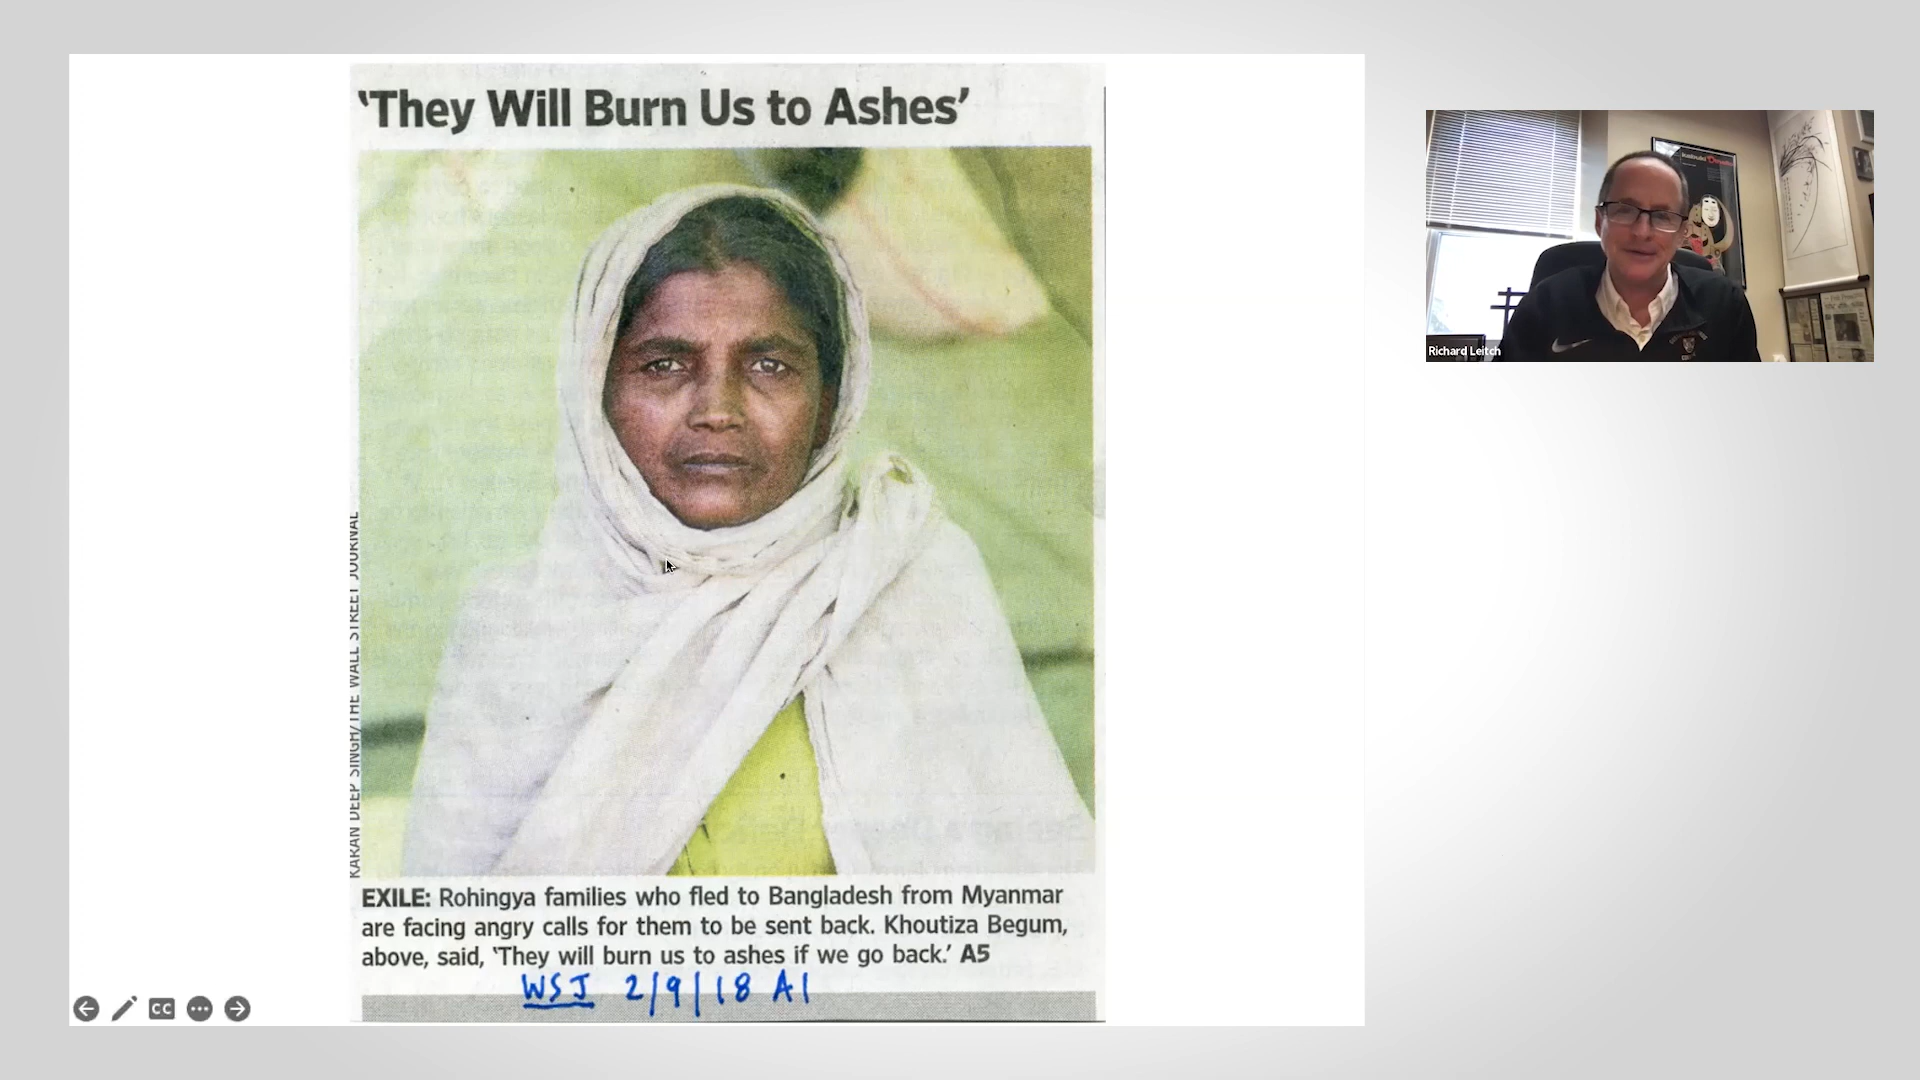 ‘They Will Burn Us to Ashes’
KARAN DEEP SINGH/THE WALL STREET JOURNAL
EXILE: Rohingya families who fled to Bangladesh from Myanmar
are facing angry calls for them to be sent back. Khoutiza Begum,
above, said, ‘They will burn us to ashes if we go back.’ A5
WSJ 2/9/18 A1
CC
Richard Leitch